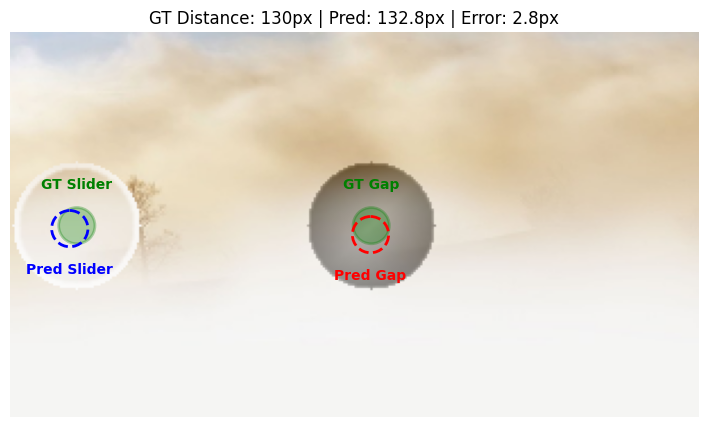 GT Distance: 130px | Pred: 132.8px | Error: 2.8px
GT Slider
GT Gap
Pred Slider
Pred Gap